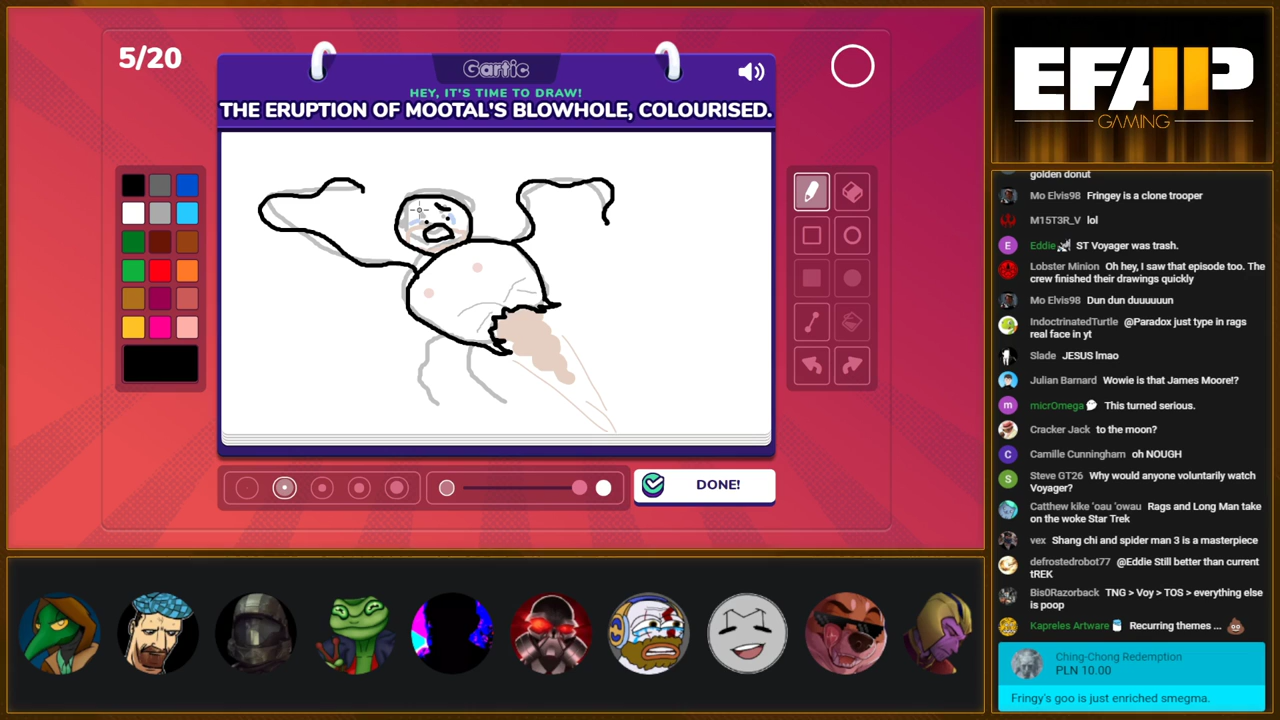 5/20
Gartic
HEY, IT'S TIME TO DRAW!
THE ERUPTION OF MOOTAL'S BLOWHOLE, COLOURISED.
DONE!
EFAP
GAMING
golden donut
Mo Elvis98 Fringey is a clone trooper
M15T3R_V lol
Eddie ST Voyager was trash.
Lobster Minion Oh hey, I saw that episode too. The
crew finished their drawings quickly
Mo Elvis98 Dun dun duuuuuun
IndoctrinatedTurtle @Paradox just type in rags
real face in yt
Slade JESUS lmao
Julian Barnard Wowie is that James Moore!?
micrOmega This turned serious.
Cracker Jack to the moon?
Camille Cunningham oh NOUGH
Steve GT26 Why would anyone voluntarily watch
Voyager?
Catthew kike 'oau 'owau Rags and Long Man take
on the woke Star Trek
vex Shang chi and spider man 3 is a masterpiece
defrostedrobot77 @Eddie Still better than current
tREK
Bis0Razorback TNG > Voy > TOS > everything else
is poop
Kapreles Artware Recurring themes ... 💩
Ching-Chong Redemption
PLN 10.00
Fringy's goo is just enriched smegma.